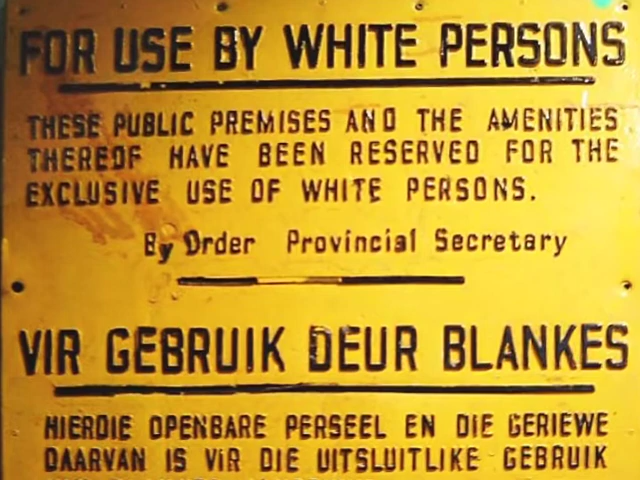 FOR USE BY WHITE PERSONS
THESE PUBLIC PREMISES AND THE AMENITIES
THEREOF HAVE BEEN RESERVED FOR THE
EXCLUSIVE USE OF WHITE PERSONS.
By Order Provincial Secretary
VIR GEBRUIK DEUR BLANKES
HIERDIE OPENBARE PERSEEL EN DIE GERIEWE
DAARVAN IS VIR DIE UITSLUITLIKE GEBRUIK